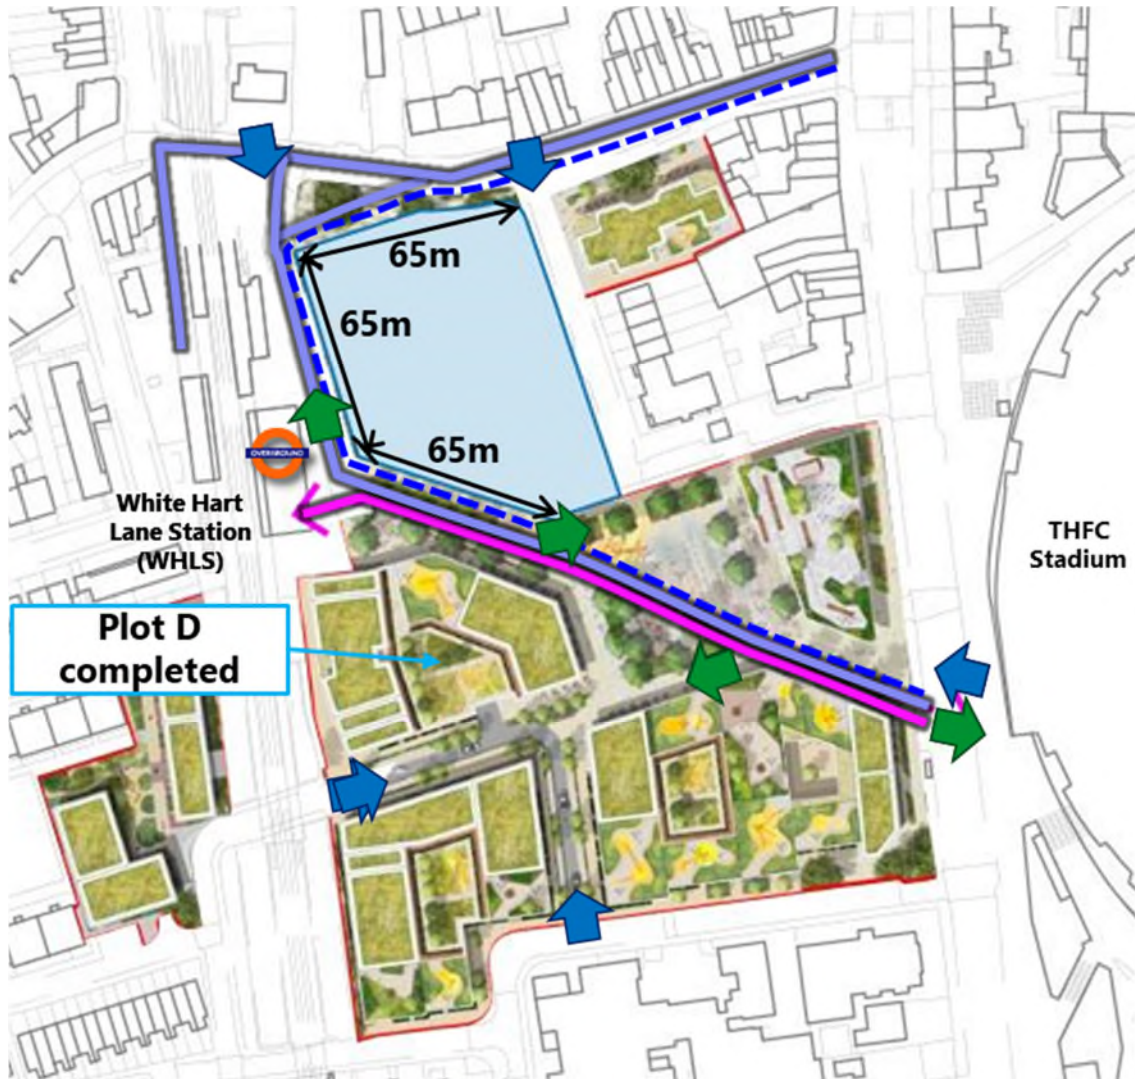 65m
65m
65m
OVERGROUND
White Hart
Lane Station
(WHLS)
THFC
Stadium
Plot D
completed